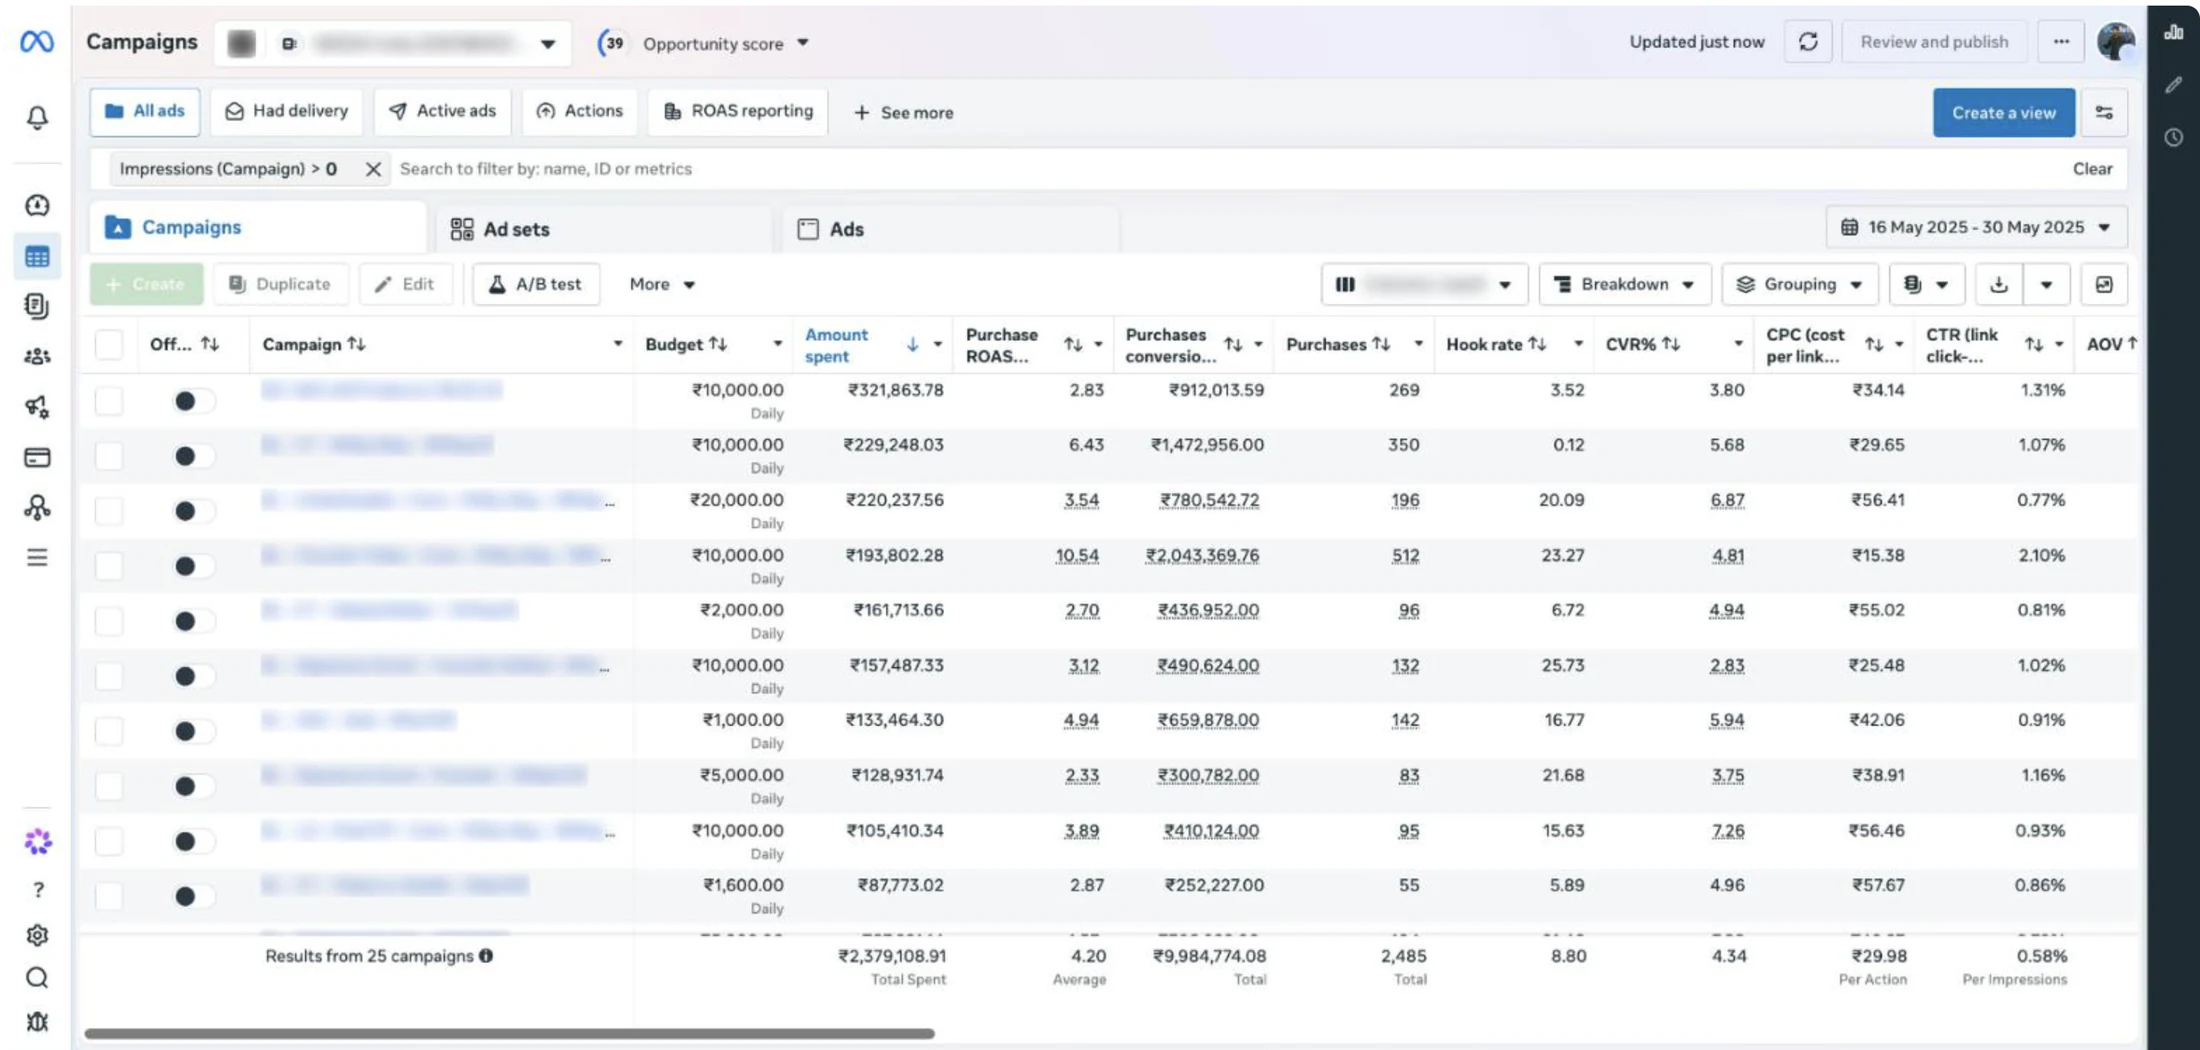 Campaigns
39 Opportunity score
Updated just now
Review and publish
All ads
Had delivery
Active ads
Actions
ROAS reporting
+ See more
Create a view
Impressions (Campaign) > 0
Search to filter by: name, ID or metrics
Clear
Campaigns
Ad sets
Ads
16 May 2025 - 30 May 2025
+ Create
Duplicate
Edit
A/B test
More
Breakdown
Grouping
Off... Campaign Budget Amount spent Purchase ROAS... Purchases conversio... Purchases Hook rate CVR% CPC (cost per link... CTR (link click-... AOV
₹10,000.00 ₹321,863.78 2.83 ₹912,013.59 269 3.52 3.80 ₹34.14 1.31%
Daily
₹10,000.00 ₹229,248.03 6.43 ₹1,472,956.00 350 0.12 5.68 ₹29.65 1.07%
Daily
... ₹20,000.00 ₹220,237.56 3.54 ₹780,542.72 196 20.09 6.87 ₹56.41 0.77%
Daily
... ₹10,000.00 ₹193,802.28 10.54 ₹2,043,369.76 512 23.27 4.81 ₹15.38 2.10%
Daily
₹2,000.00 ₹161,713.66 2.70 ₹436,952.00 96 6.72 4.94 ₹55.02 0.81%
Daily
... ₹10,000.00 ₹157,487.33 3.12 ₹490,624.00 132 25.73 2.83 ₹25.48 1.02%
Daily
₹1,000.00 ₹133,464.30 4.94 ₹659,878.00 142 16.77 5.94 ₹42.06 0.91%
Daily
₹5,000.00 ₹128,931.74 2.33 ₹300,782.00 83 21.68 3.75 ₹38.91 1.16%
Daily
... ₹10,000.00 ₹105,410.34 3.89 ₹410,124.00 95 15.63 7.26 ₹56.46 0.93%
Daily
₹1,600.00 ₹87,773.02 2.87 ₹252,227.00 55 5.89 4.96 ₹57.67 0.86%
Daily
Results from 25 campaigns ₹2,379,108.91 4.20 ₹9,984,774.08 2,485 8.80 4.34 ₹29.98 0.58%
Total Spent Average Total Total Per Action Per Impressions